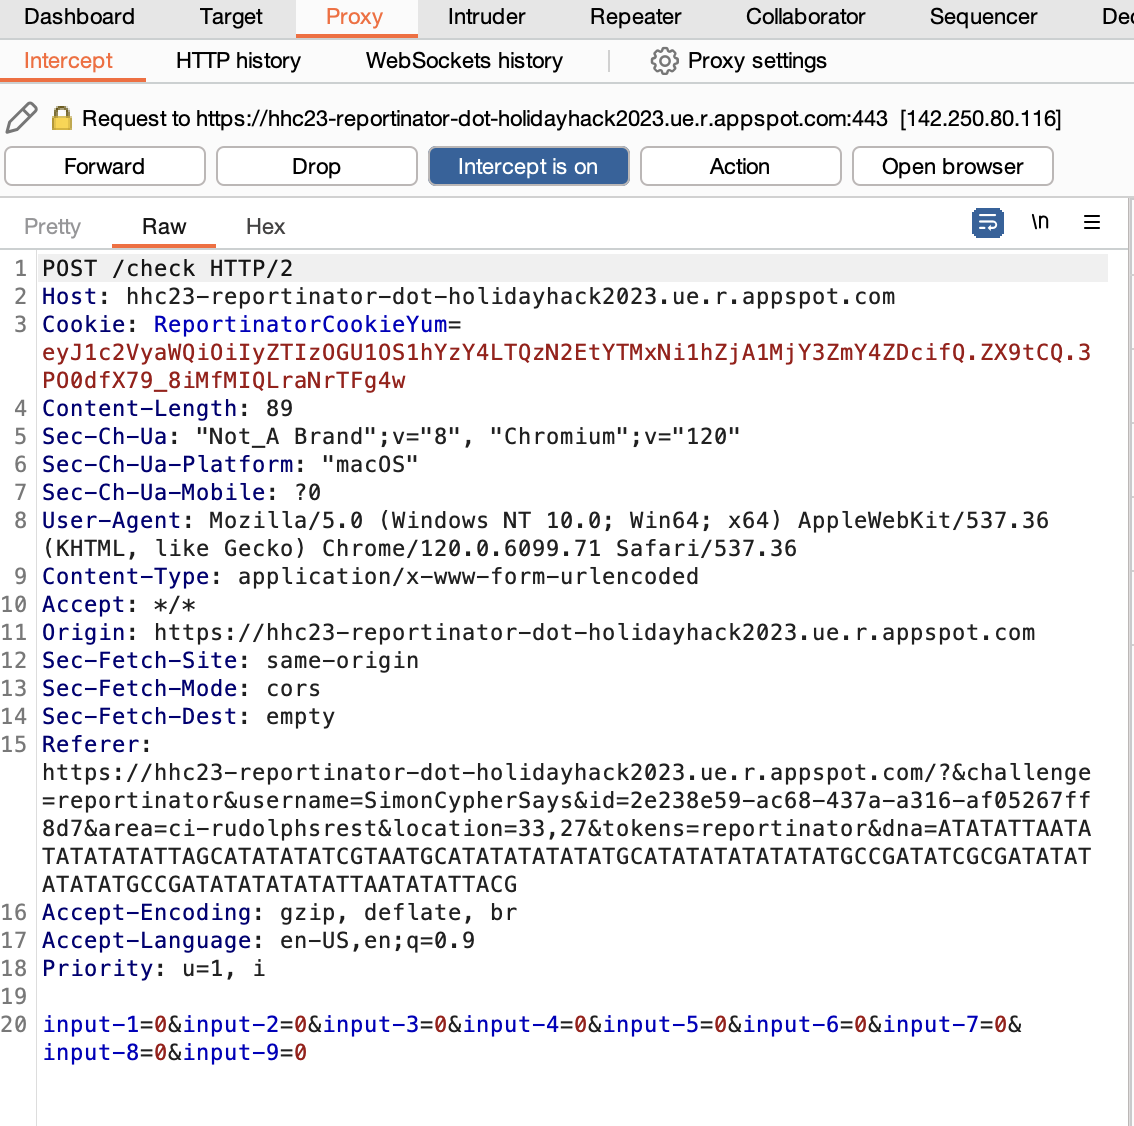 Dashboard Target Proxy Intruder Repeater Collaborator Sequencer
Intercept HTTP history WebSockets history Proxy settings
Request to https://hhc23-reportinator-dot-holidayhack2023.ue.r.appspot.com:443 [142.250.80.116]
Forward Drop Intercept is on Action Open browser
Pretty Raw Hex \n
1 POST /check HTTP/2
2 Host: hhc23-reportinator-dot-holidayhack2023.ue.r.appspot.com
3 Cookie: ReportinatorCookieYum=
eyJ1c2VyaWQiOiIyZTIzOGU1OS1hYzY4LTQzN2EtYTMxNi1hZjA1MjY3ZmY4ZDcifQ.ZX9tCQ.3
PO0dfX79_8iMfMIQLraNrTFg4w
4 Content-Length: 89
5 Sec-Ch-Ua: "Not_A Brand";v="8", "Chromium";v="120"
6 Sec-Ch-Ua-Platform: "macOS"
7 Sec-Ch-Ua-Mobile: ?0
8 User-Agent: Mozilla/5.0 (Windows NT 10.0; Win64; x64) AppleWebKit/537.36
(KHTML, like Gecko) Chrome/120.0.6099.71 Safari/537.36
9 Content-Type: application/x-www-form-urlencoded
10 Accept: */*
11 Origin: https://hhc23-reportinator-dot-holidayhack2023.ue.r.appspot.com
12 Sec-Fetch-Site: same-origin
13 Sec-Fetch-Mode: cors
14 Sec-Fetch-Dest: empty
15 Referer:
https://hhc23-reportinator-dot-holidayhack2023.ue.r.appspot.com/?&challenge
=reportinator&username=SimonCypherSays&id=2e238e59-ac68-437a-a316-af05267ff
8d7&area=ci-rudolphsrest&location=33,27&tokens=reportinator&dna=ATATATTAATA
TATATATATATTAGCATATATATATCGTAATGCATATATATATATATGCATATATATATATATGCCGATATCGCGATATAT
ATATATGCCGATATATATATATTAATATATTACG
16 Accept-Encoding: gzip, deflate, br
17 Accept-Language: en-US,en;q=0.9
18 Priority: u=1, i
19
20 input-1=0&input-2=0&input-3=0&input-4=0&input-5=0&input-6=0&input-7=0&
input-8=0&input-9=0